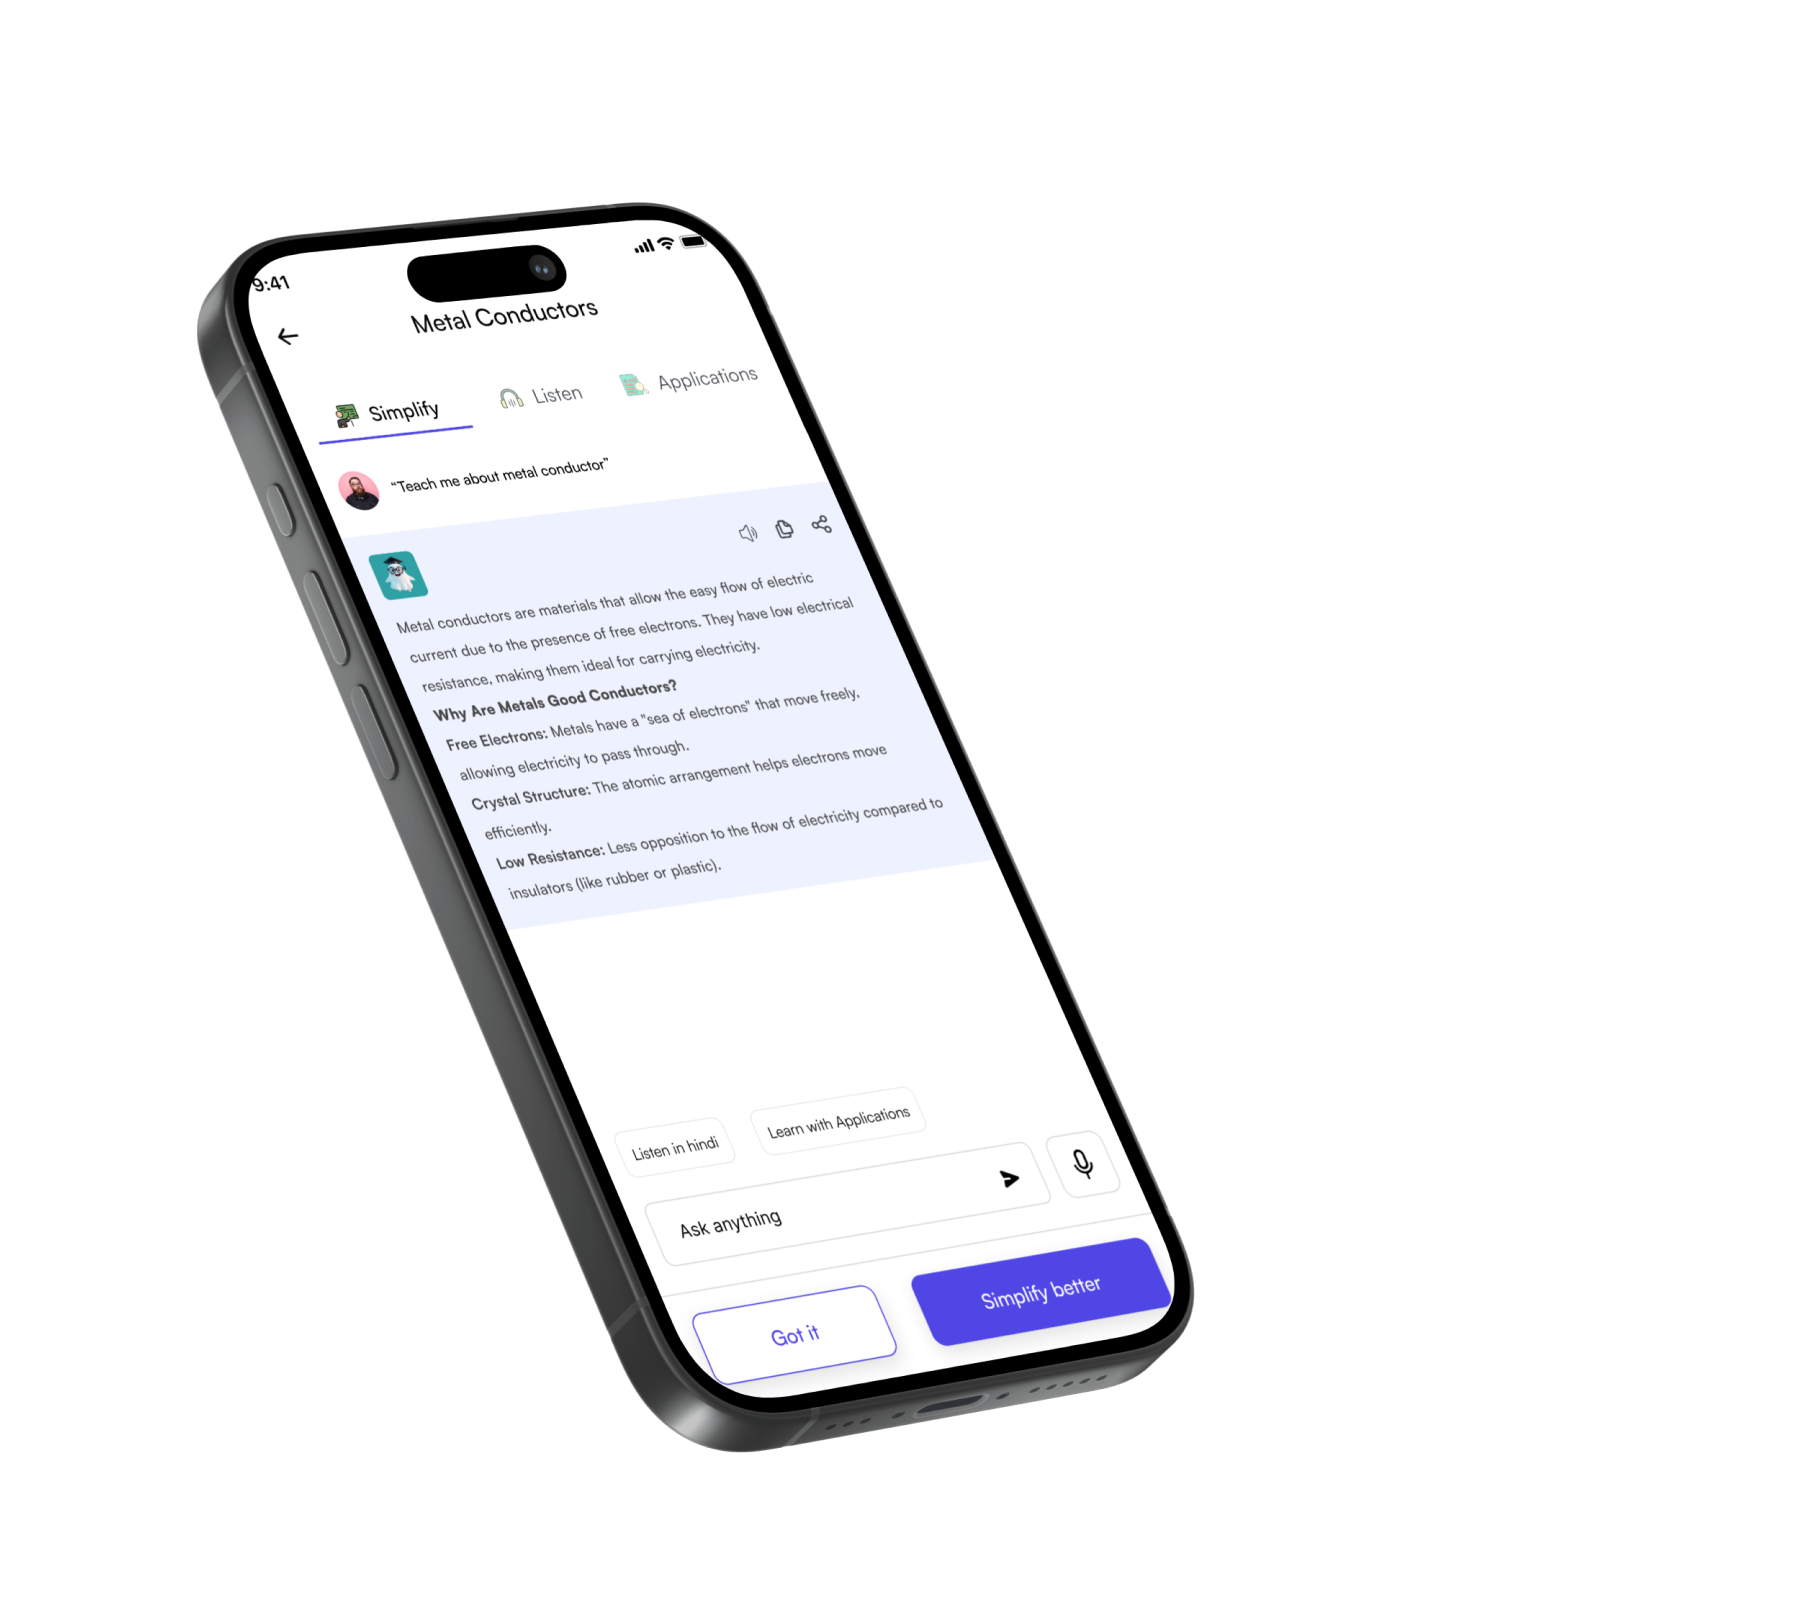 9:41
Metal Conductors
Simplify
Listen
Applications
“Teach me about metal conductor”
Metal conductors are materials that allow the easy flow of electric
current due to the presence of free electrons. They have low electrical
resistance, making them ideal for carrying electricity.
Why Are Metals Good Conductors?
Free Electrons: Metals have a "sea of electrons" that move freely,
allowing electricity to pass through.
Crystal Structure: The atomic arrangement helps electrons move
efficiently.
Low Resistance: Less opposition to the flow of electricity compared to
insulators (like rubber or plastic).
Listen in hindi
Learn with Applications
Ask anything
Got it
Simplify better